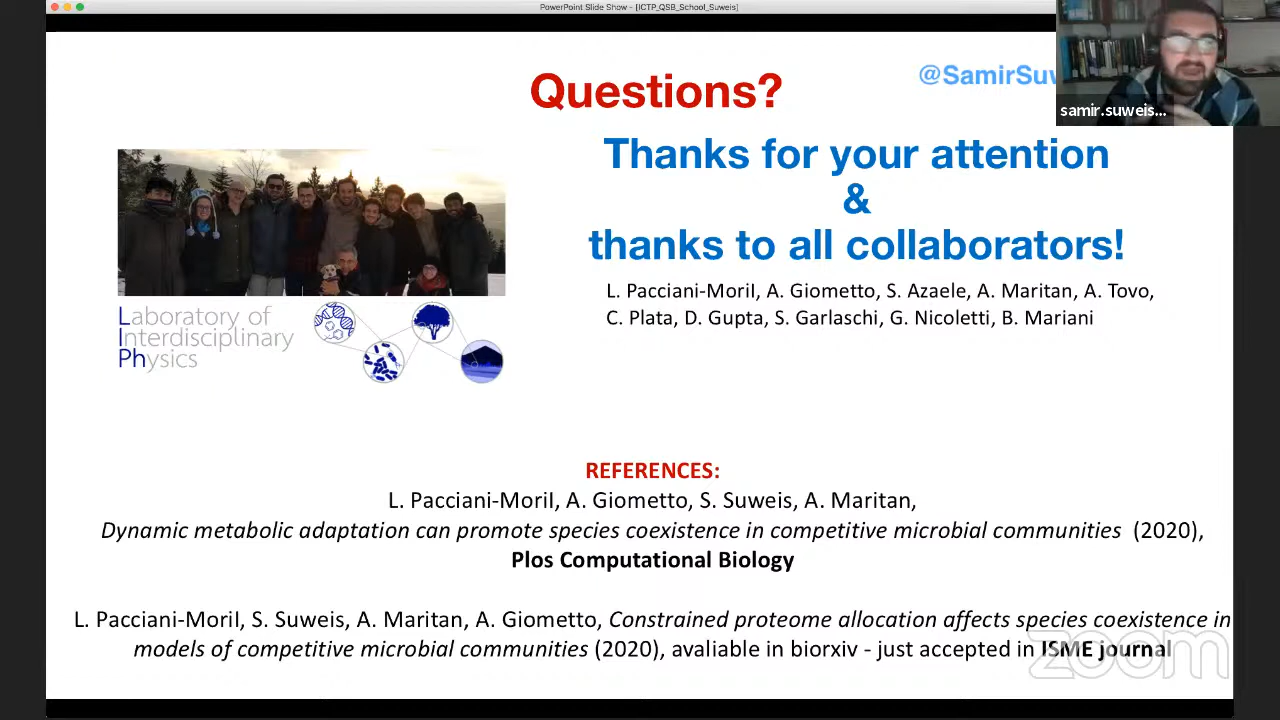 PowerPoint Slide Show - [ICTP_QSB_School_Suweis]
Questions?
@SamirSuw
samir.suweis...
Thanks for your attention
&
thanks to all collaborators!
L. Pacciani-MoriI, A. Giometto, S. Azaele, A. Maritan, A. Tovo,
C. Plata, D. Gupta, S. Garlaschi, G. Nicoletti, B. Mariani
Laboratory of
Interdisciplinary
Physics
REFERENCES:
L. Pacciani-MoriI, A. Giometto, S. Suweis, A. Maritan,
Dynamic metabolic adaptation can promote species coexistence in competitive microbial communities (2020),
Plos Computational Biology
L. Pacciani-MoriI, S. Suweis, A. Maritan, A. Giometto, Constrained proteome allocation affects species coexistence in
models of competitive microbial communities (2020), avaliable in biorxiv - just accepted in ISME journal
zoom